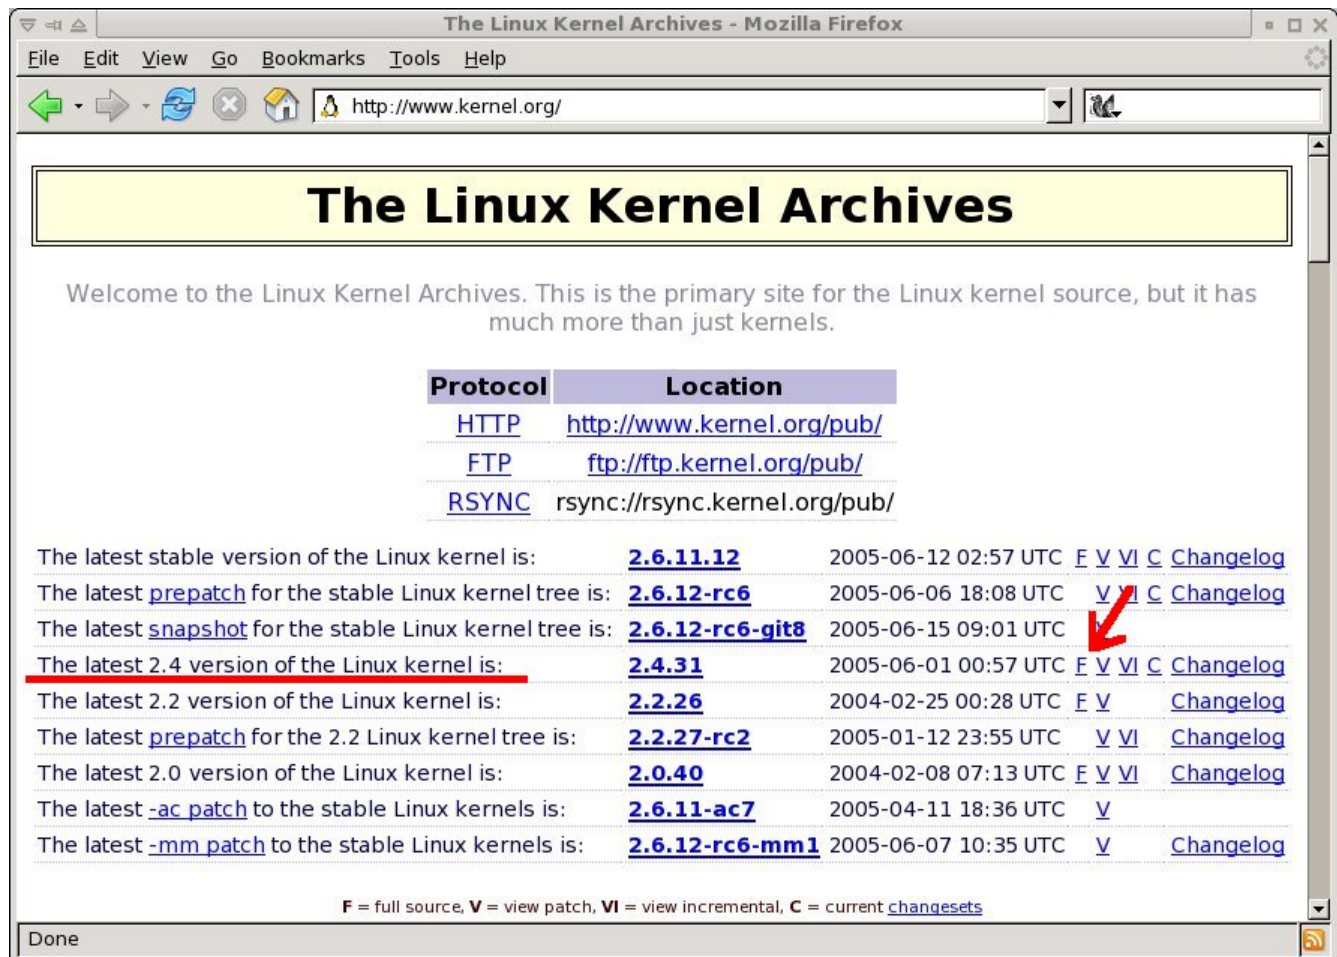 The Linux Kernel Archives - Mozilla Firefox
File Edit View Go Bookmarks Tools Help
http://www.kernel.org/
The Linux Kernel Archives
Welcome to the Linux Kernel Archives. This is the primary site for the Linux kernel source, but it has
much more than just kernels.
Protocol Location
HTTP http://www.kernel.org/pub/
FTP ftp://ftp.kernel.org/pub/
RSYNC rsync://rsync.kernel.org/pub/
The latest stable version of the Linux kernel is: 2.6.11.12 2005-06-12 02:57 UTC F V VI C Changelog
The latest prepatch for the stable Linux kernel tree is: 2.6.12-rc6 2005-06-06 18:08 UTC V VI C Changelog
The latest snapshot for the stable Linux kernel tree is: 2.6.12-rc6-git8 2005-06-15 09:01 UTC V
The latest 2.4 version of the Linux kernel is: 2.4.31 2005-06-01 00:57 UTC F V VI C Changelog
The latest 2.2 version of the Linux kernel is: 2.2.26 2004-02-25 00:28 UTC F V Changelog
The latest prepatch for the 2.2 Linux kernel tree is: 2.2.27-rc2 2005-01-12 23:55 UTC V VI Changelog
The latest 2.0 version of the Linux kernel is: 2.0.40 2004-02-08 07:13 UTC F V VI Changelog
The latest -ac patch to the stable Linux kernels is: 2.6.11-ac7 2005-04-11 18:36 UTC V
The latest -mm patch to the stable Linux kernels is: 2.6.12-rc6-mm1 2005-06-07 10:35 UTC V Changelog
F = full source, V = view patch, VI = view incremental, C = current changesets
Done